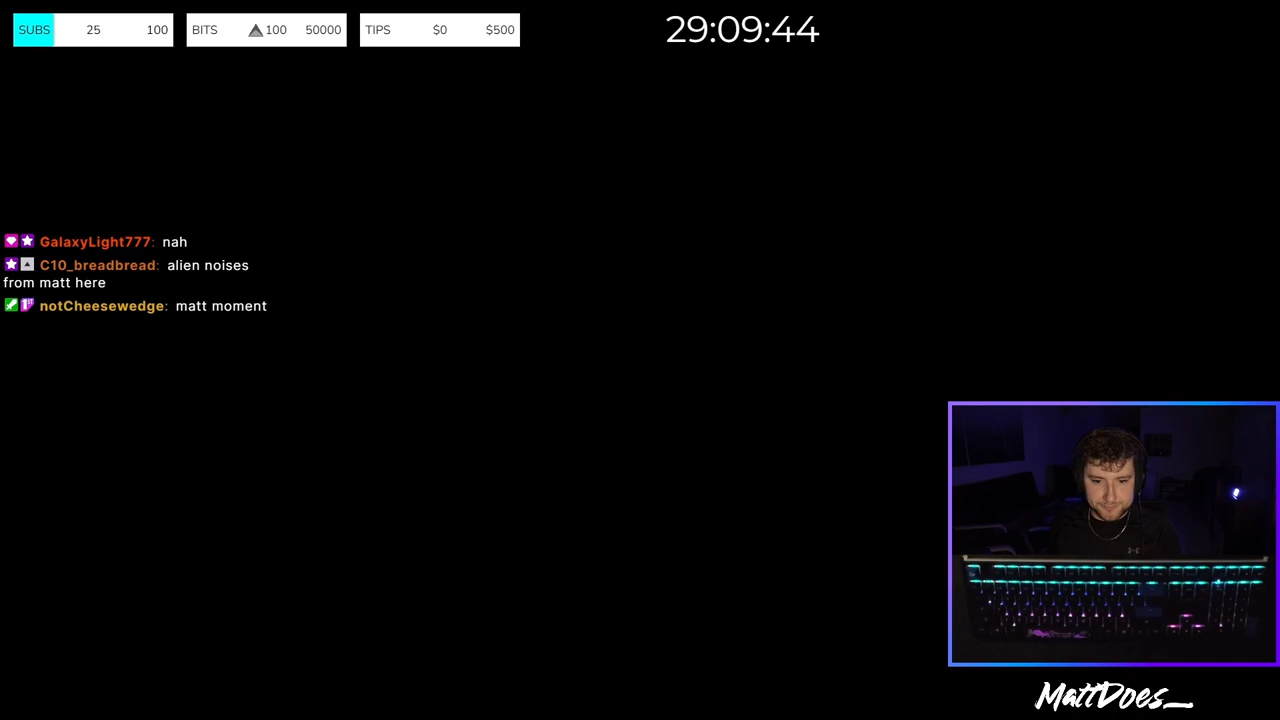 SUBS 25 100 BITS 100 50000 TIPS $0 $500 29:09:44
GalaxyLight777: nah
C10_breadbread: alien noises
from matt here
notCheesewedge: matt moment
MattDoes_